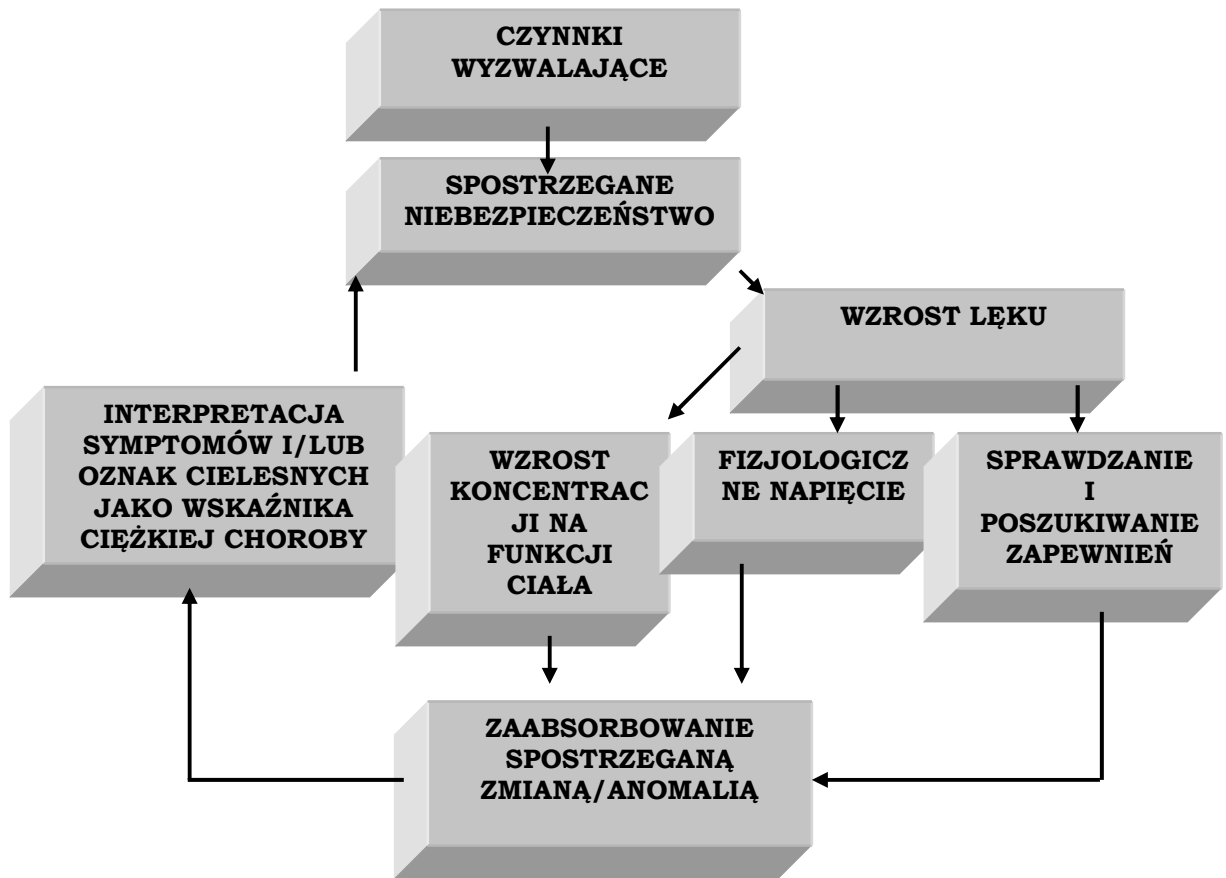 CZYNNKI
WYZWALAJĄCE
SPOSTRZEGANE
NIEBEZPIECZEŃSTWO
WZROST LĘKU
INTERPRETACJA
SYMPTOMÓW I/LUB
OZNAK CIELESNYCH
JAKO WSKAŹNIKA
CIĘŻKIEJ CHOROBY
WZROST
KONCENTRAC
JI NA
FUNKCJI
CIAŁA
FIZJOLOGICZ
NE NAPIĘCIE
SPRAWDZANIE
I
POSZUKIWANIE
ZAPEWNIEŃ
ZAABSORBOWANIE
SPOSTRZEGANĄ
ZMIANĄ/ANOMALIĄ